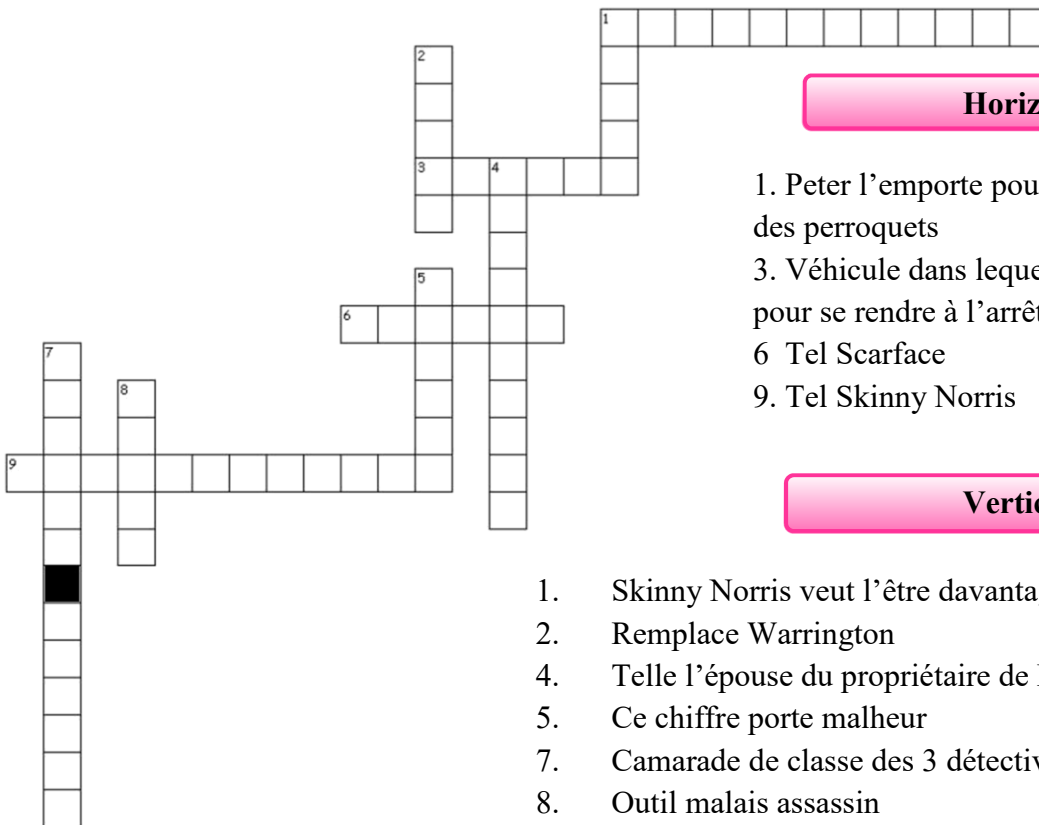 1
2
Horiz
3 4
1. Peter l’emporte pou
des perroquets
3. Véhicule dans leque
pour se rendre à l’arrêt
6 Tel Scarface
9. Tel Skinny Norris
5
6
7
8
9
Vertic
1. Skinny Norris veut l’être davanta
2. Remplace Warrington
4. Telle l’épouse du propriétaire de l
5. Ce chiffre porte malheur
7. Camarade de classe des 3 détectiv
8. Outil malais assassin